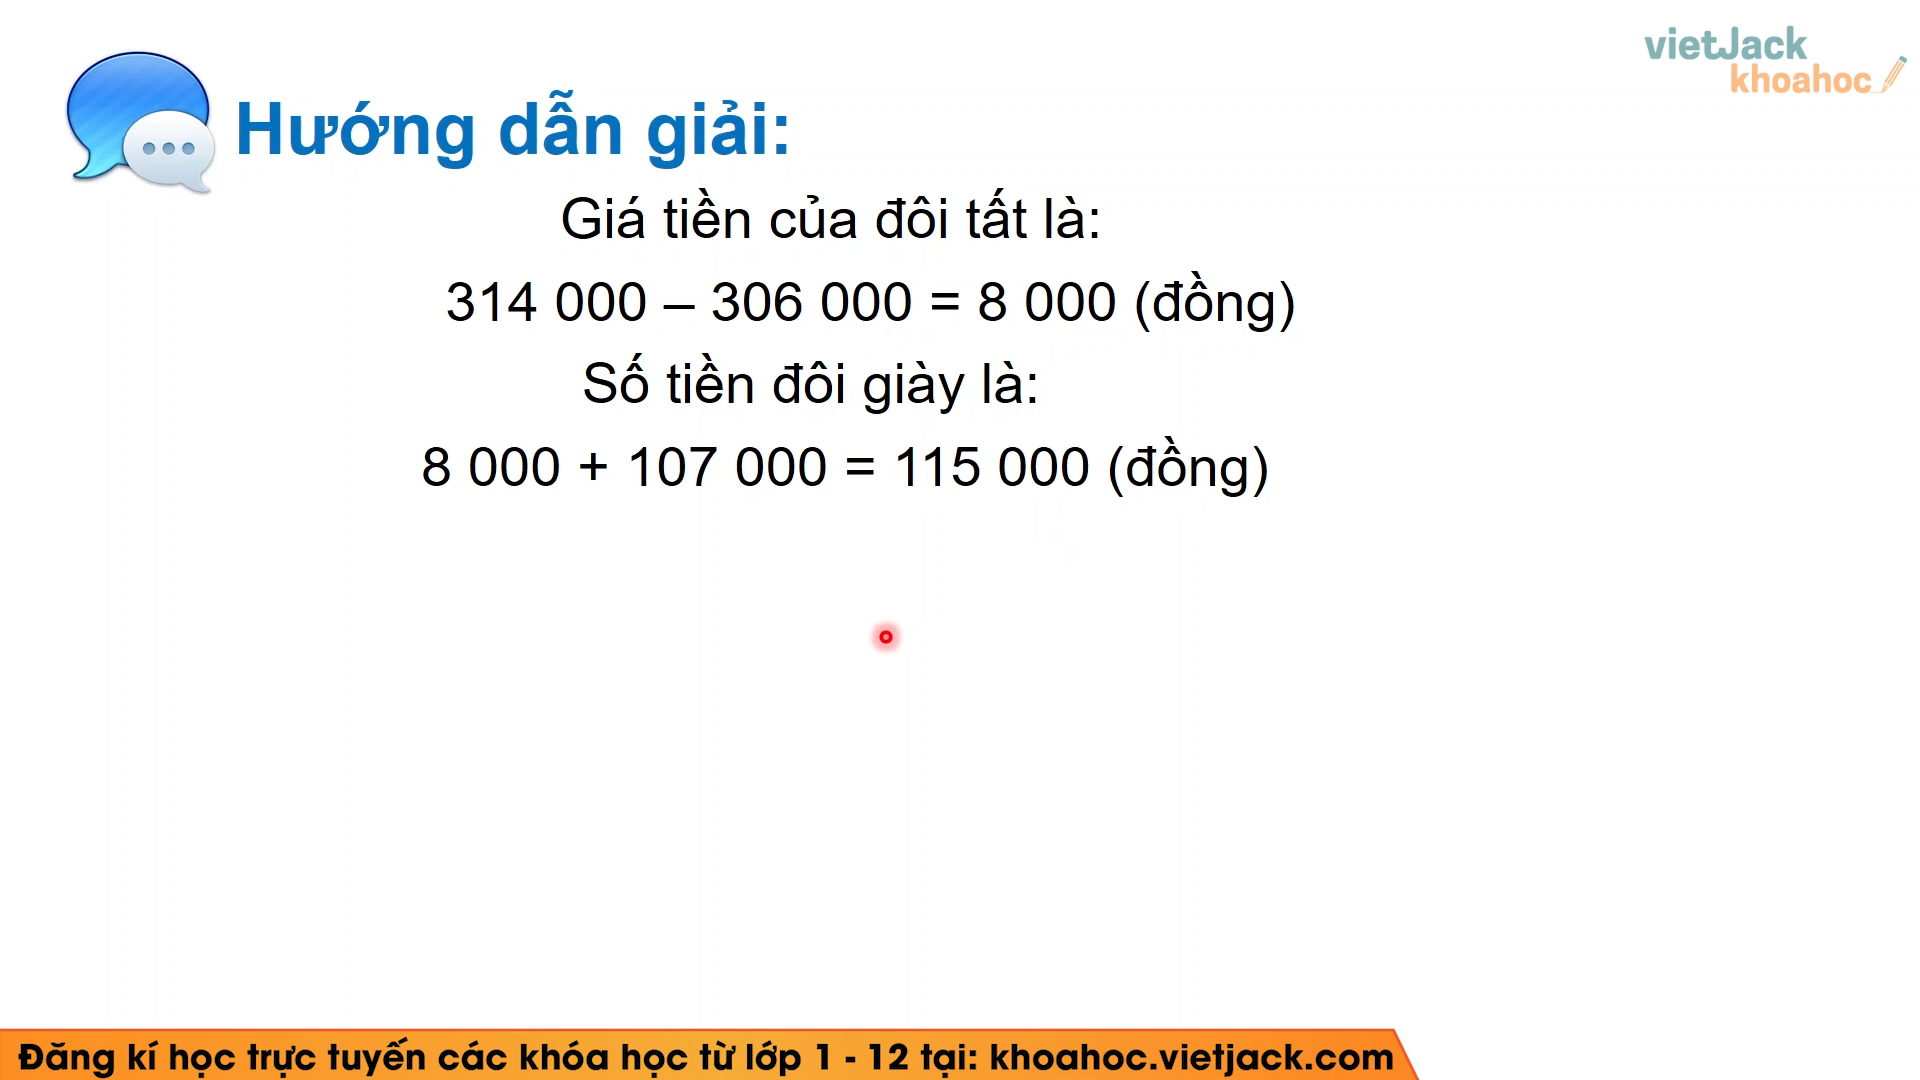 vietJack
khoahoc
Hướng dẫn giải:
Giá tiền của đôi tất là:
314 000 – 306 000 = 8 000 (đồng)
Số tiền đôi giày là:
8 000 + 107 000 = 115 000 (đồng)
Đăng kí học trực tuyến các khóa học từ lớp 1 - 12 tại: khoahoc.vietjack.com